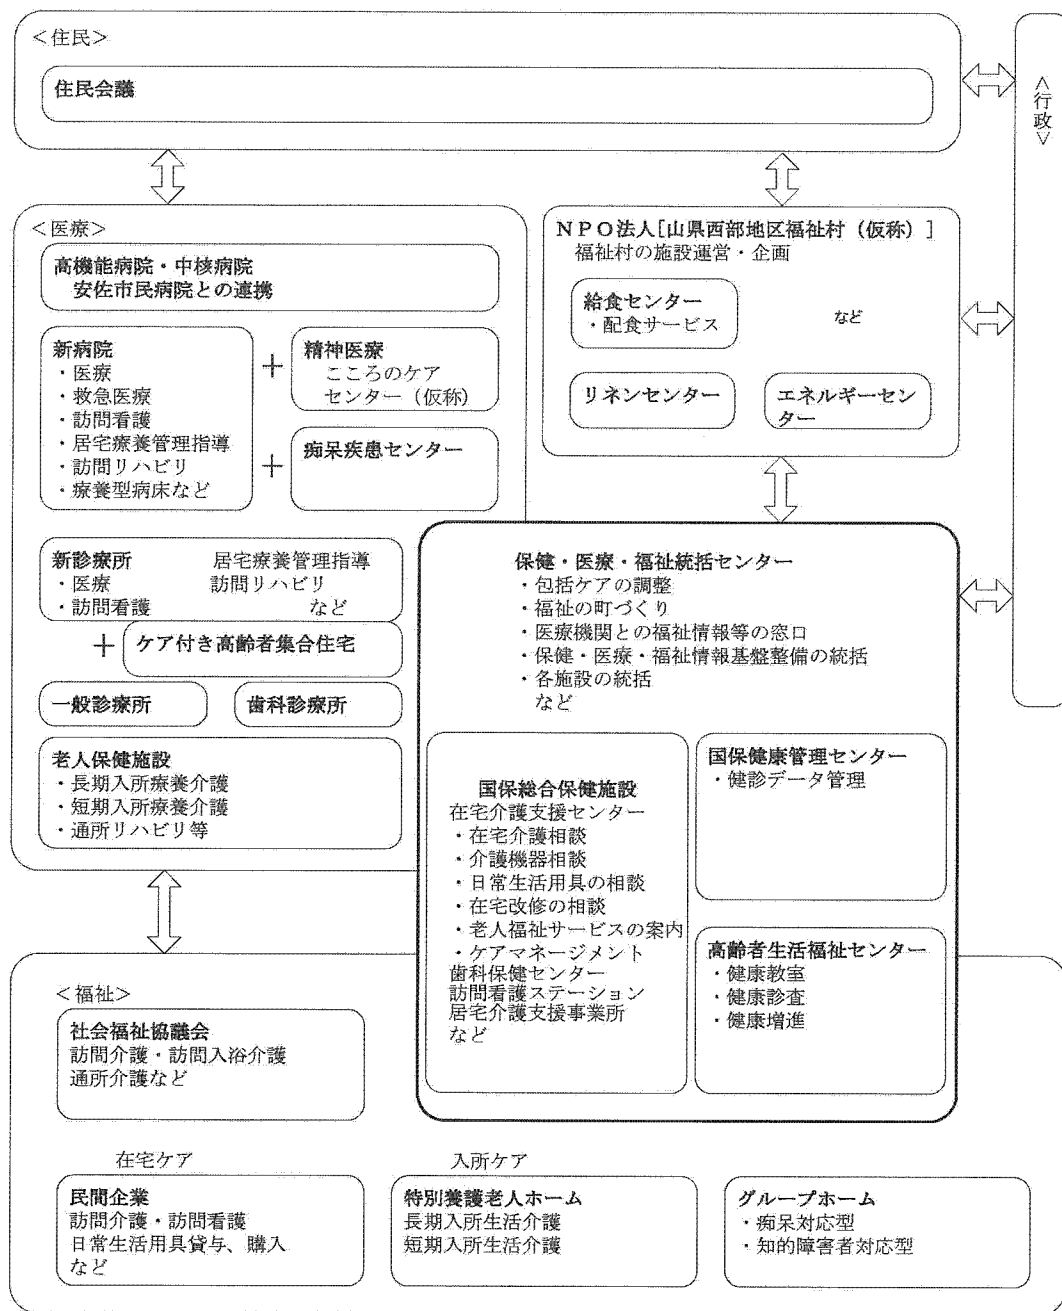 ＜住民＞
住民会議
＜行政＞
＜医療＞
高機能病院・中核病院
安佐市民病院との連携
新病院
・医療
・救急医療
・訪問看護
・居宅療養管理指導
・訪問リハビリ
・療養型病床など
＋
精神医療
こころのケア
センター（仮称）
＋
痴呆疾患センター
新診療所　居宅療養管理指導
・医療　訪問リハビリ
・訪問看護　など
＋
ケア付き高齢者集合住宅
一般診療所
歯科診療所
老人保健施設
・長期入所療養介護
・短期入所療養介護
・通所リハビリ等
ＮＰＯ法人［山県西部地区福祉村（仮称）］
福祉村の施設運営・企画
給食センター
・配食サービス
など
リネンセンター
エネルギーセン
ター
保健・医療・福祉統括センター
・包括ケアの調整
・福祉の町づくり
・医療機関との福祉情報等の窓口
・保健・医療・福祉情報基盤整備の統括
・各施設の統括
など
国保総合保健施設
在宅介護支援センター
・在宅介護相談
・介護機器相談
・日常生活用具の相談
・在宅改修の相談
・老人福祉サービスの案内
・ケアマネージメント
歯科保健センター
訪問看護ステーション
居宅介護支援事業所
など
国保健康管理センター
・健診データ管理
高齢者生活福祉センター
・健康教室
・健康診査
・健康増進
＜福祉＞
社会福祉協議会
訪問介護・訪問入浴介護
通所介護など
在宅ケア
民間企業
訪問介護・訪問看護
日常生活用具貸与、購入
など
入所ケア
特別養護老人ホーム
長期入所生活介護
短期入所生活介護
グループホーム
・痴呆対応型
・知的障害者対応型